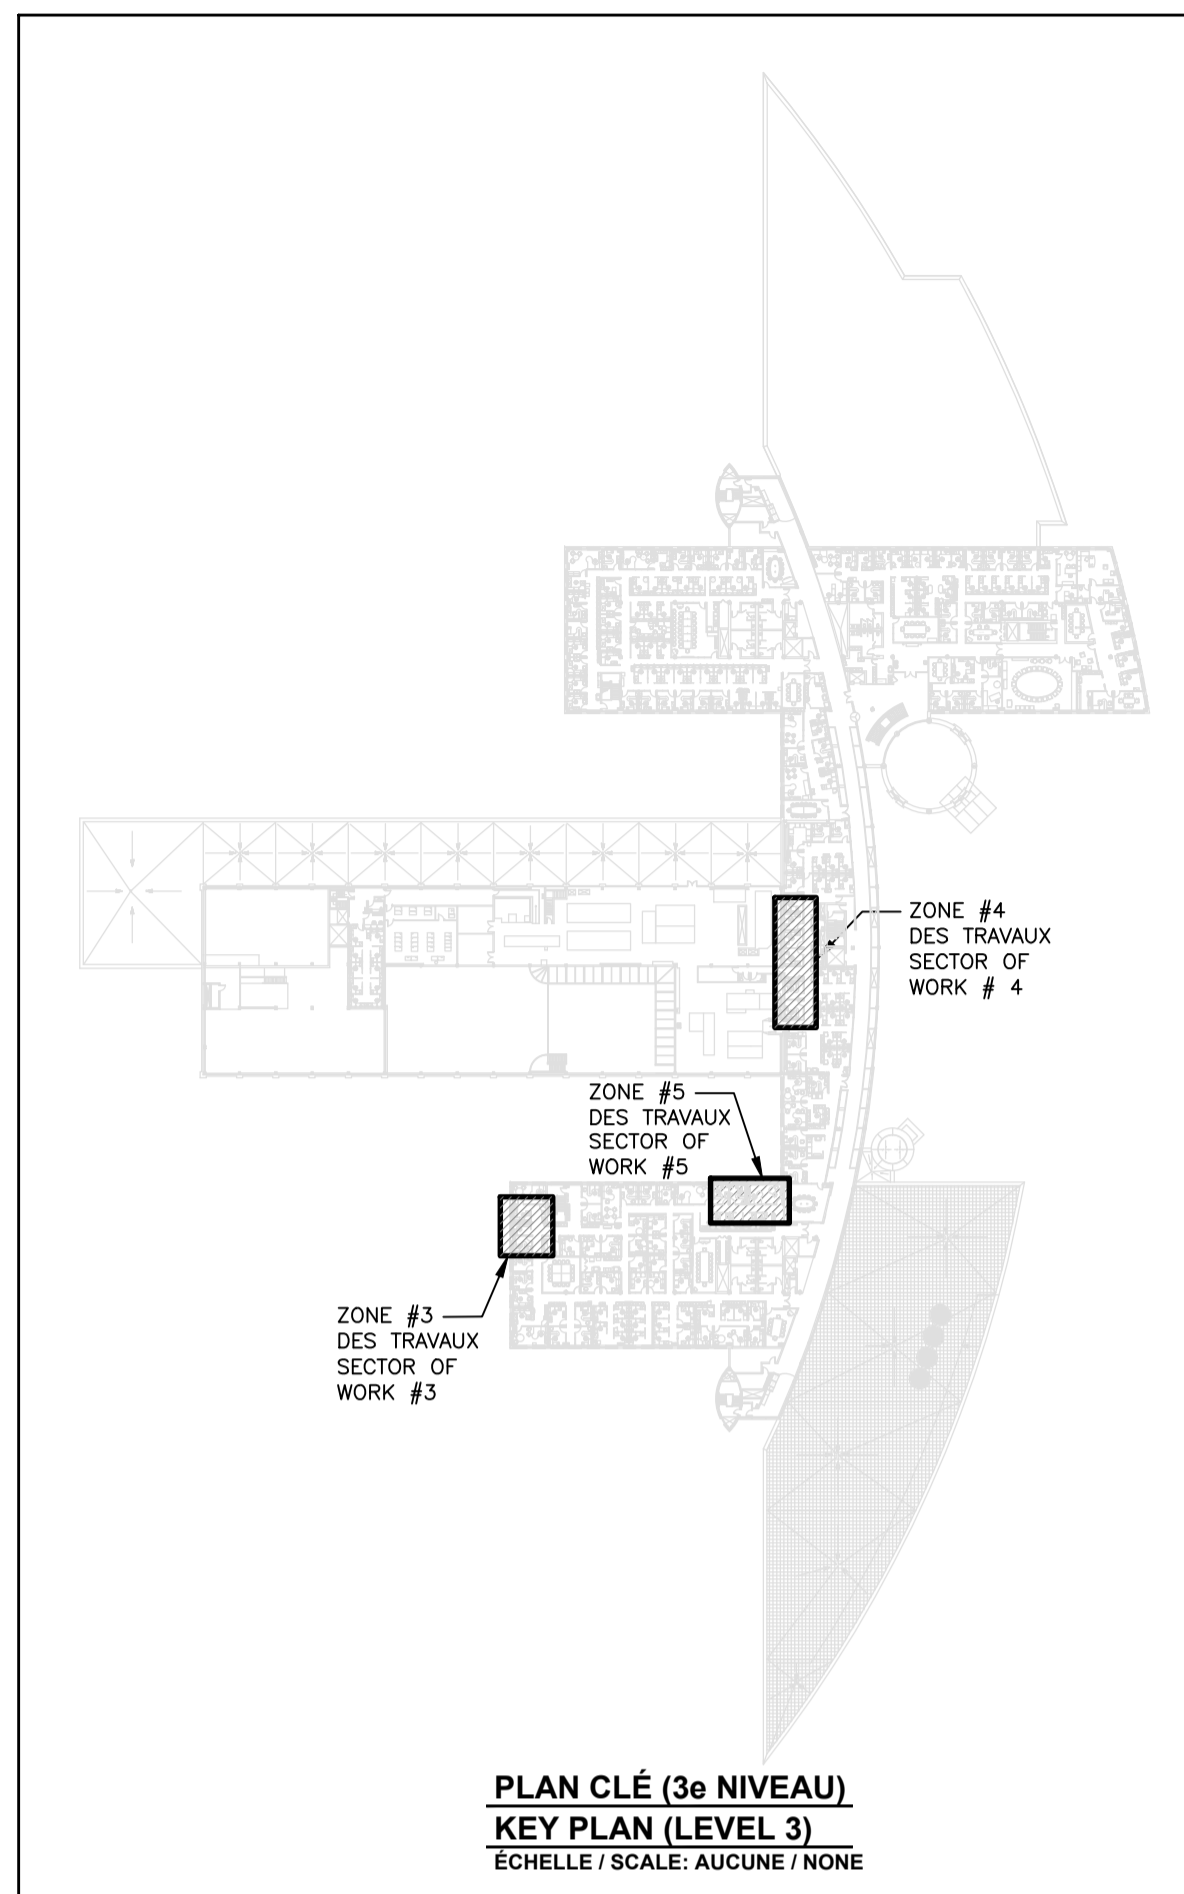 ZONE #4
DES TRAVAUX
SECTOR OF
WORK # 4
ZONE #5
DES TRAVAUX
SECTOR OF
WORK #5
ZONE #3
DES TRAVAUX
SECTOR OF
WORK #3
PLAN CLÉ (3e NIVEAU)
KEY PLAN (LEVEL 3)
ÉCHELLE / SCALE: AUCUNE / NONE